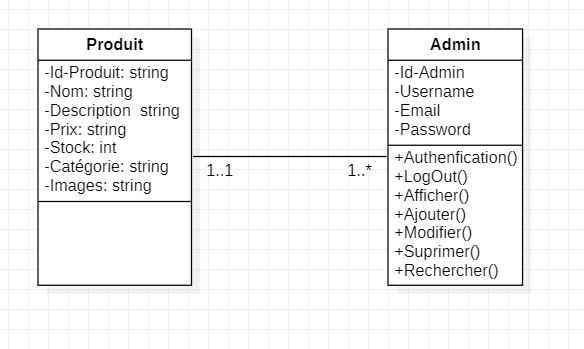 Produit
-Id-Produit: string
-Nom: string
-Description  string
-Prix: string
-Stock: int
-Catégorie: string
-Images: string
1..1
1..*
Admin
-Id-Admin
-Username
-Email
-Password
+Authenfication()
+LogOut()
+Afficher()
+Ajouter()
+Modifier()
+Suprimer()
+Rechercher()